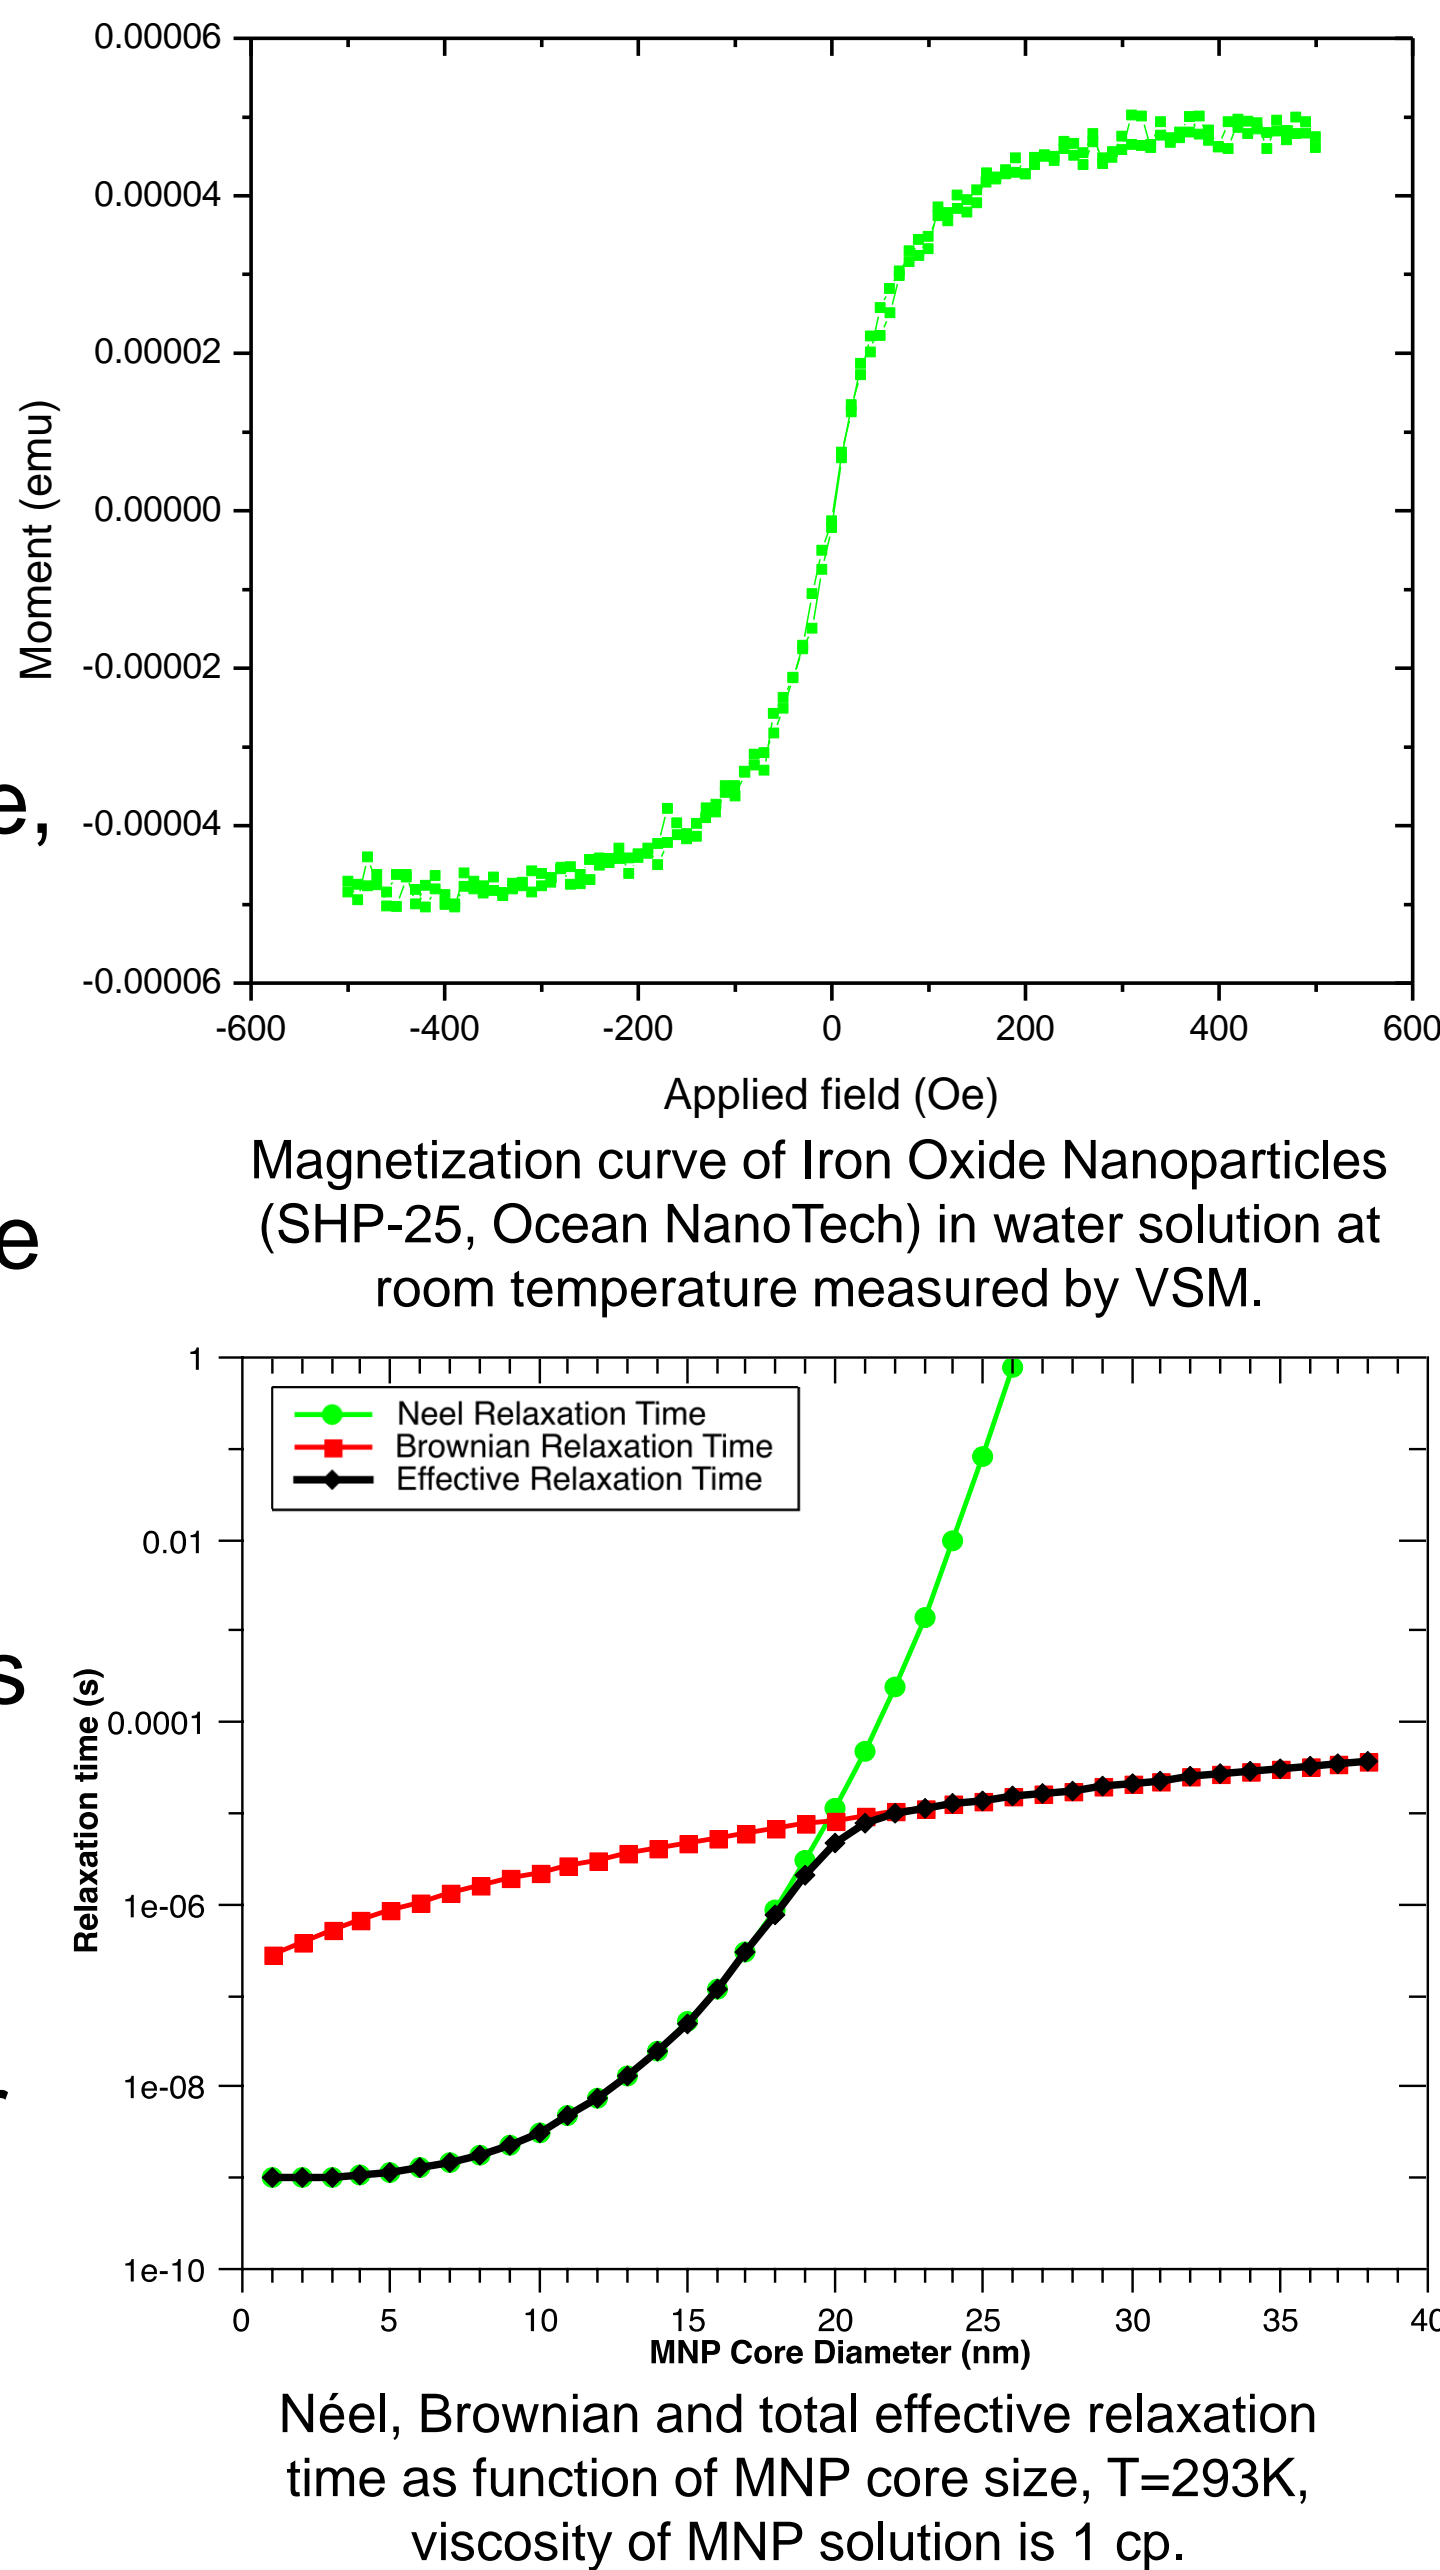 0.00006
0.00004
0.00002
0.00000
-0.00002
-0.00004
-0.00006
Moment (emu)
-600 -400 -200 0 200 400 600
Applied field (Oe)
e,
Magnetization curve of Iron Oxide Nanoparticles
(SHP-25, Ocean NanoTech) in water solution at
room temperature measured by VSM.
e
1
0.01
0.0001
1e-06
1e-08
1e-10
Relaxation time (s)
Neel Relaxation Time
Brownian Relaxation Time
Effective Relaxation Time
s
0 5 10 15 20 25 30 35 40
MNP Core Diameter (nm)
Néel, Brownian and total effective relaxation
time as function of MNP core size, T=293K,
viscosity of MNP solution is 1 cp.